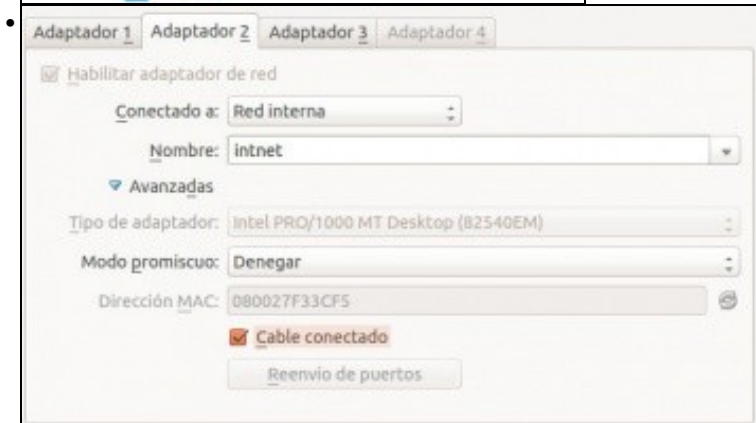 Adaptador 1 Adaptador 2 Adaptador 3 Adaptador 4
Habilitar adaptador de red
Conectado a: Red interna
Nombre: intnet
Avanzadas
Tipo de adaptador: Intel PRO/1000 MT Desktop (82540EM)
Modo promiscuo: Denegar
Dirección MAC: 080027F33CF5
Cable conectado
Reenvio de puertos